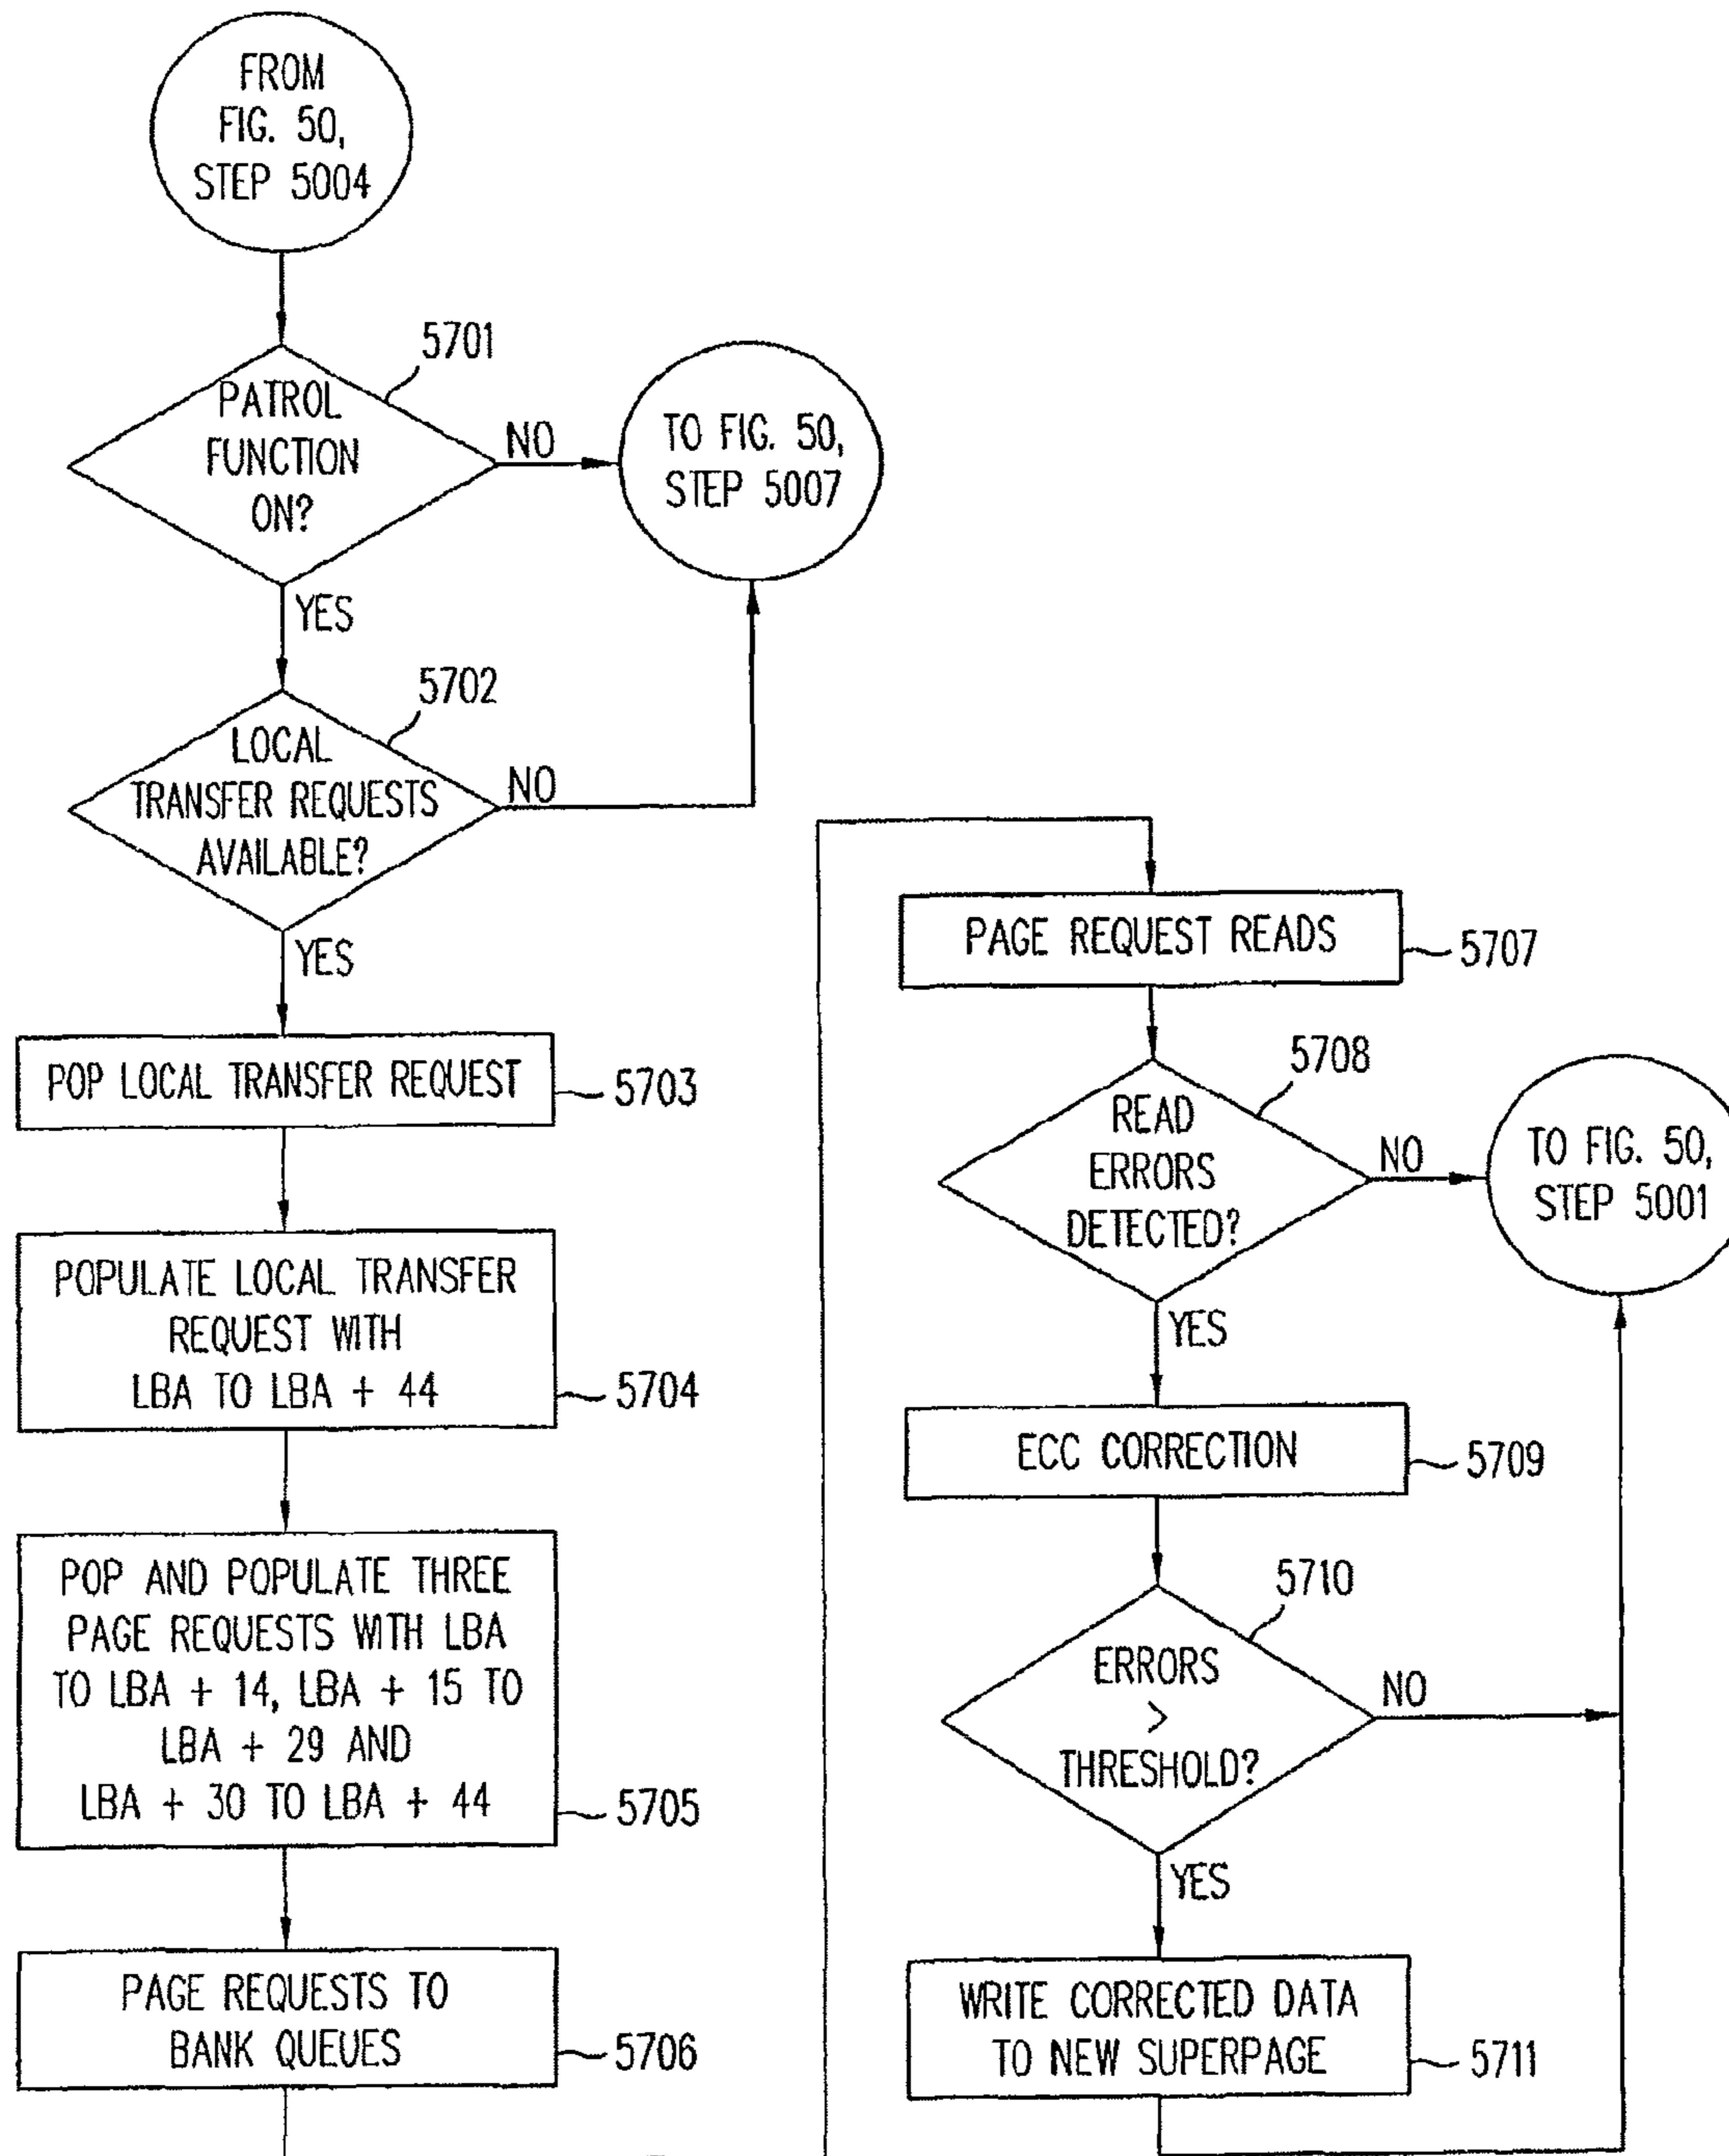 FROM
FIG. 50,
STEP 5004
5701
PATROL
FUNCTION
ON?
NO
TO FIG. 50,
STEP 5007
YES
5702
LOCAL
TRANSFER REQUESTS
AVAILABLE?
NO
YES
POP LOCAL TRANSFER REQUEST
5703
POPULATE LOCAL TRANSFER
REQUEST WITH
LBA TO LBA + 44
5704
POP AND POPULATE THREE
PAGE REQUESTS WITH LBA
TO LBA + 14, LBA + 15 TO
LBA + 29 AND
LBA + 30 TO LBA + 44
5705
PAGE REQUESTS TO
BANK QUEUES
5706
PAGE REQUEST READS
5707
5708
READ
ERRORS
DETECTED?
NO
TO FIG. 50,
STEP 5001
YES
ECC CORRECTION
5709
5710
ERRORS
>
THRESHOLD?
NO
YES
WRITE CORRECTED DATA
TO NEW SUPERPAGE
5711